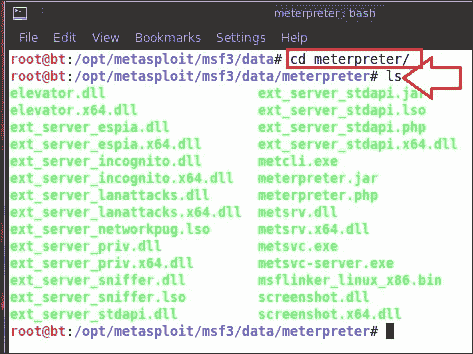 meterpreter : bash
File Edit View Bookmarks Settings Help
root@bt:/opt/metasploit/msf3/data# cd meterpreter/
root@bt:/opt/metasploit/msf3/data/meterpreter# ls
elevator.dll ext_server_stdapi.jar
elevator.x64.dll ext_server_stdapi.lso
ext_server_espia.dll ext_server_stdapi.php
ext_server_espia.x64.dll ext_server_stdapi.x64.dll
ext_server_incognito.dll metcli.exe
ext_server_incognito.x64.dll meterpreter.jar
ext_server_lanattacks.dll meterpreter.php
ext_server_lanattacks.x64.dll metsrv.dll
ext_server_networkpug.lso metsrv.x64.dll
ext_server_priv.dll metsvc.exe
ext_server_priv.x64.dll metsvc-server.exe
ext_server_sniffer.dll msflinker_linux_x86.bin
ext_server_sniffer.lso screenshot.dll
ext_server_stdapi.dll screenshot.x64.dll
root@bt:/opt/metasploit/msf3/data/meterpreter#